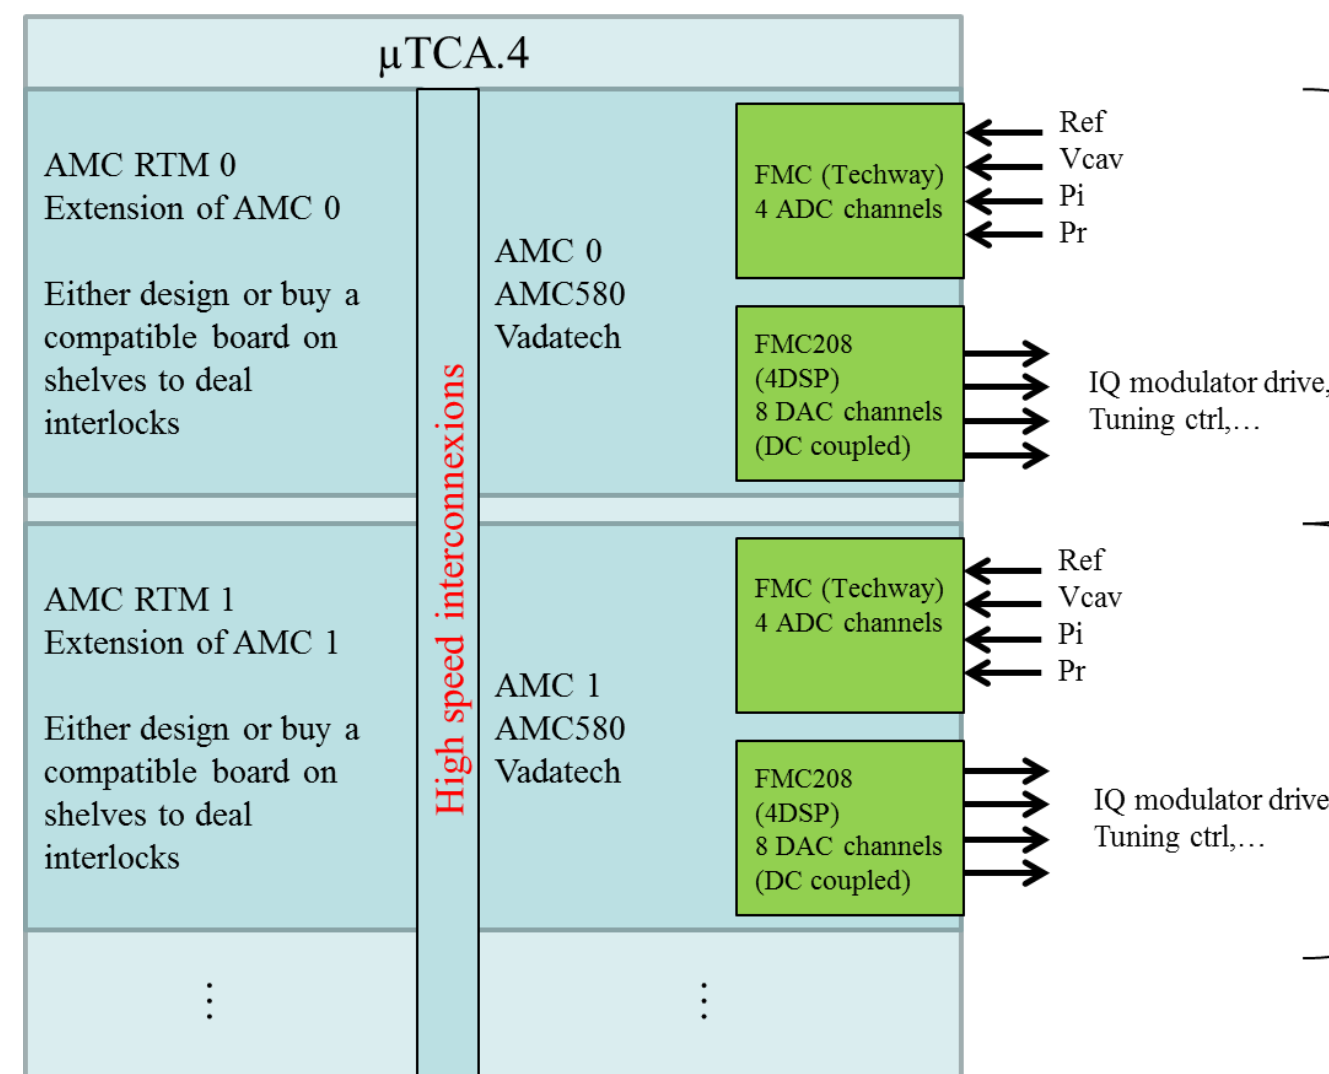 µTCA.4
AMC RTM 0
Extension of AMC 0
Either design or buy a
compatible board on
shelves to deal
interlocks
High speed interconnexions
AMC 0
AMC580
Vadatech
FMC (Techway)
4 ADC channels
Ref
Vcav
Pi
Pr
FMC208
(4DSP)
8 DAC channels
(DC coupled)
IQ modulator drive,
Tuning ctrl,…
AMC RTM 1
Extension of AMC 1
Either design or buy a
compatible board on
shelves to deal
interlocks
AMC 1
AMC580
Vadatech
FMC (Techway)
4 ADC channels
Ref
Vcav
Pi
Pr
FMC208
(4DSP)
8 DAC channels
(DC coupled)
IQ modulator drive
Tuning ctrl,…
⋮
⋮